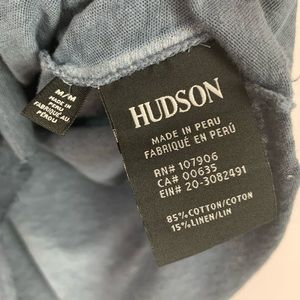 M/M
MADE IN
PERU
FABRIQUÉ AU
PÉROU
HUDSON
MADE IN PERU
FABRIQUÉ EN PERÚ
RN# 107906
CA# 00635
EIN# 20-3082491
85% COTTON/COTON
15% LINEN/LIN